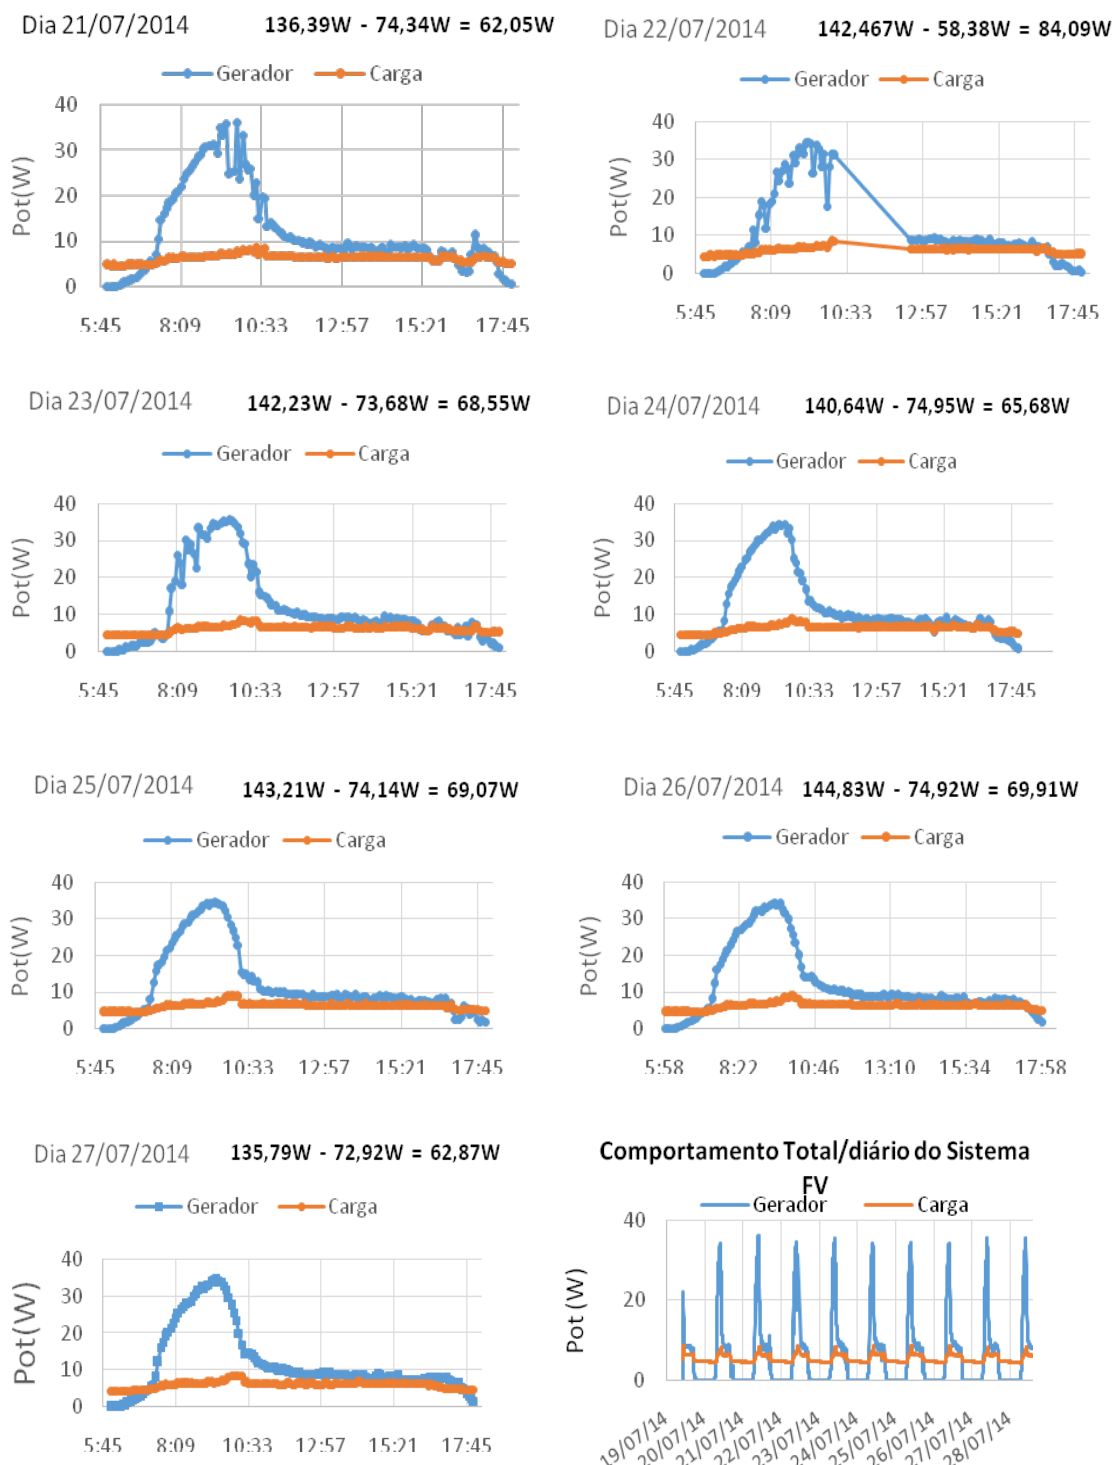 Dia 21/07/2014 136,39W - 74,34W = 62,05W
Gerador Carga
Pot(W)
40
30
20
10
0
5:45 8:09 10:33 12:57 15:21 17:45
Dia 22/07/2014 142,467W - 58,38W = 84,09W
Gerador Carga
Pot(W)
40
30
20
10
0
5:45 8:09 10:33 12:57 15:21 17:45
Dia 23/07/2014 142,23W - 73,68W = 68,55W
Gerador Carga
Pot(W)
40
30
20
10
0
5:45 8:09 10:33 12:57 15:21 17:45
Dia 24/07/2014 140,64W - 74,95W = 65,68W
Gerador Carga
Pot(W)
40
30
20
10
0
5:45 8:09 10:33 12:57 15:21 17:45
Dia 25/07/2014 143,21W - 74,14W = 69,07W
Gerador Carga
Pot(W)
40
30
20
10
0
5:45 8:09 10:33 12:57 15:21 17:45
Dia 26/07/2014 144,83W - 74,92W = 69,91W
Gerador Carga
Pot(W)
40
30
20
10
0
5:58 8:22 10:46 13:10 15:34 17:58
Dia 27/07/2014 135,79W - 72,92W = 62,87W
Gerador Carga
Pot(W)
40
30
20
10
0
5:45 8:09 10:33 12:57 15:21 17:45
Comportamento Total/diário do Sistema
FV
Gerador Carga
Pot (W)
40
20
0
19/07/14 20/07/14 21/07/14 22/07/14 23/07/14 24/07/14 25/07/14 26/07/14 27/07/14 28/07/14